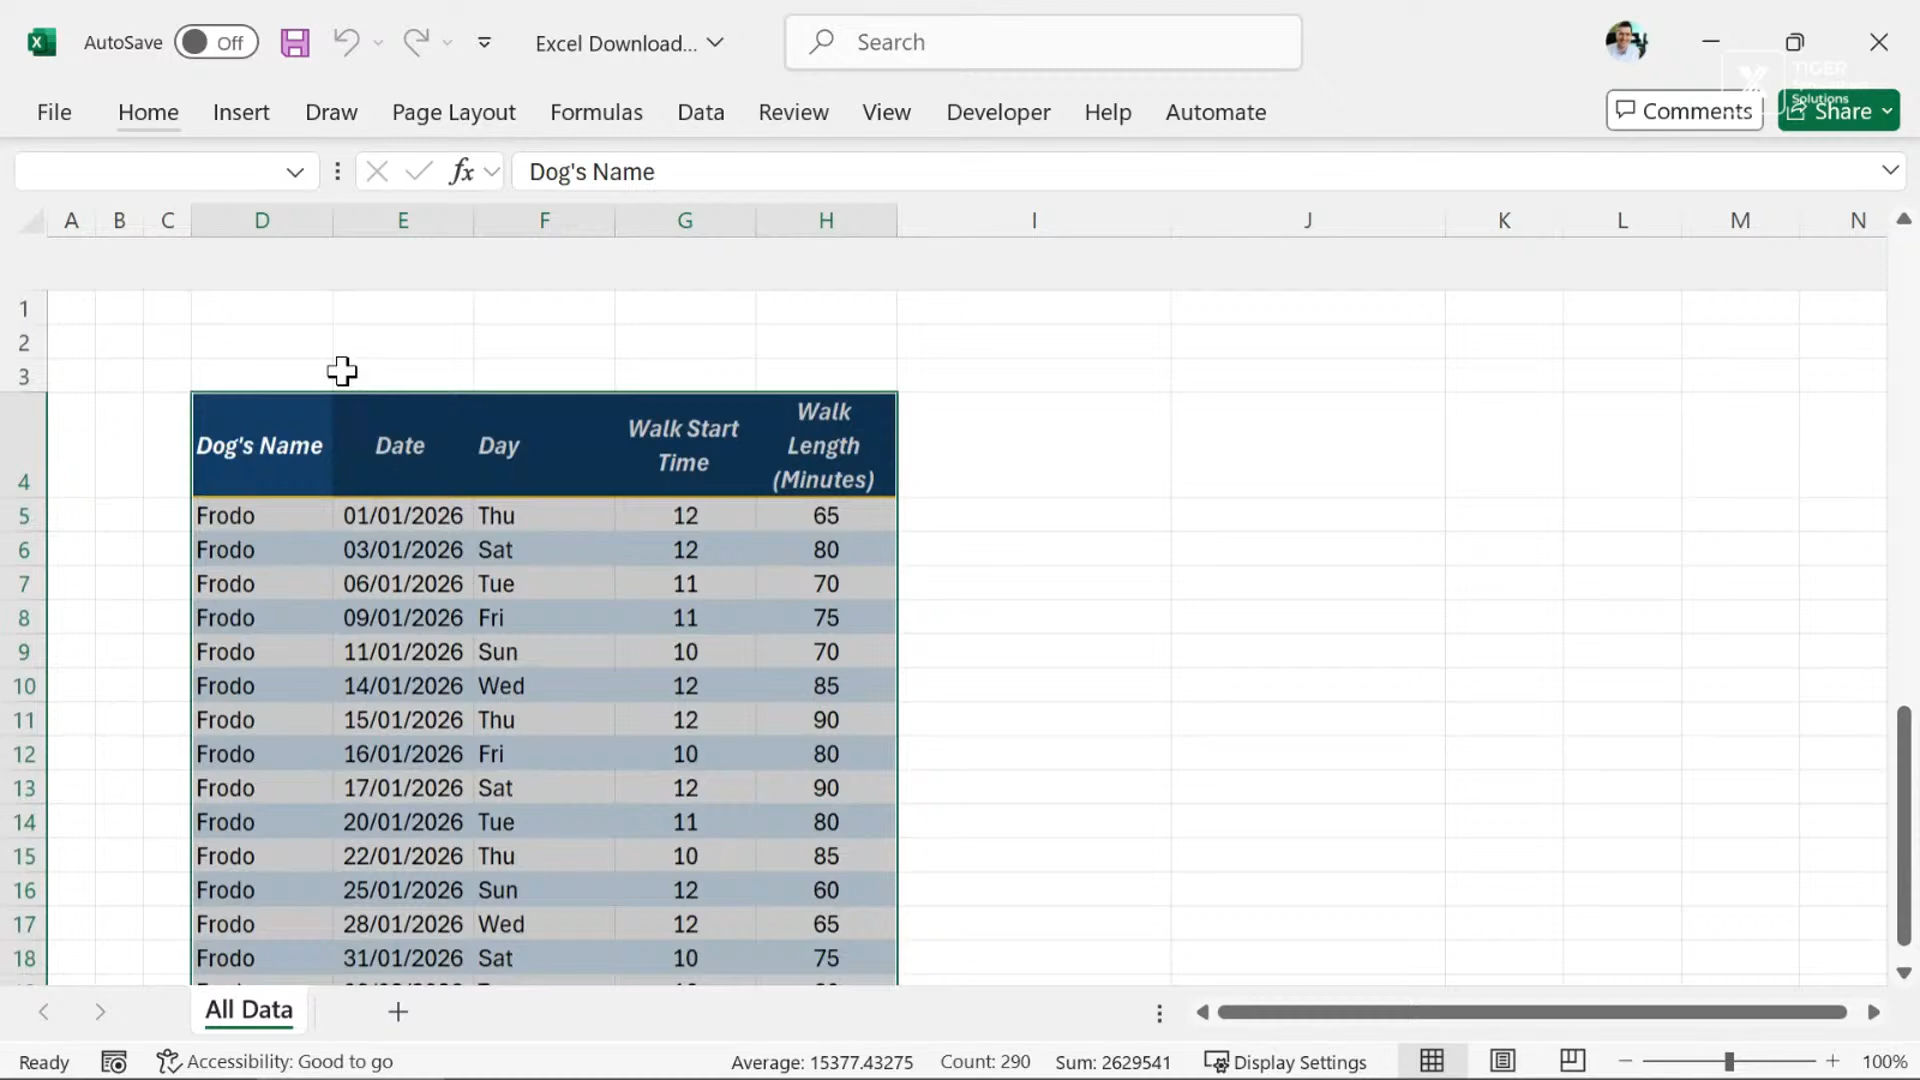 AutoSave Off Excel Download... Search
TIGER
Solutions
File Home Insert Draw Page Layout Formulas Data Review View Developer Help Automate Comments Share
fx Dog's Name
A B C D E F G H I J K L M N
1
2
3
4 Dog's Name Date Day Walk Start Time Walk Length (Minutes)
5 Frodo 01/01/2026 Thu 12 65
6 Frodo 03/01/2026 Sat 12 80
7 Frodo 06/01/2026 Tue 11 70
8 Frodo 09/01/2026 Fri 11 75
9 Frodo 11/01/2026 Sun 10 70
10 Frodo 14/01/2026 Wed 12 85
11 Frodo 15/01/2026 Thu 12 90
12 Frodo 16/01/2026 Fri 10 80
13 Frodo 17/01/2026 Sat 12 90
14 Frodo 20/01/2026 Tue 11 80
15 Frodo 22/01/2026 Thu 10 85
16 Frodo 25/01/2026 Sun 12 60
17 Frodo 28/01/2026 Wed 12 65
18 Frodo 31/01/2026 Sat 10 75
All Data
Ready Accessibility: Good to go Average: 15377.43275 Count: 290 Sum: 2629541 Display Settings 100%